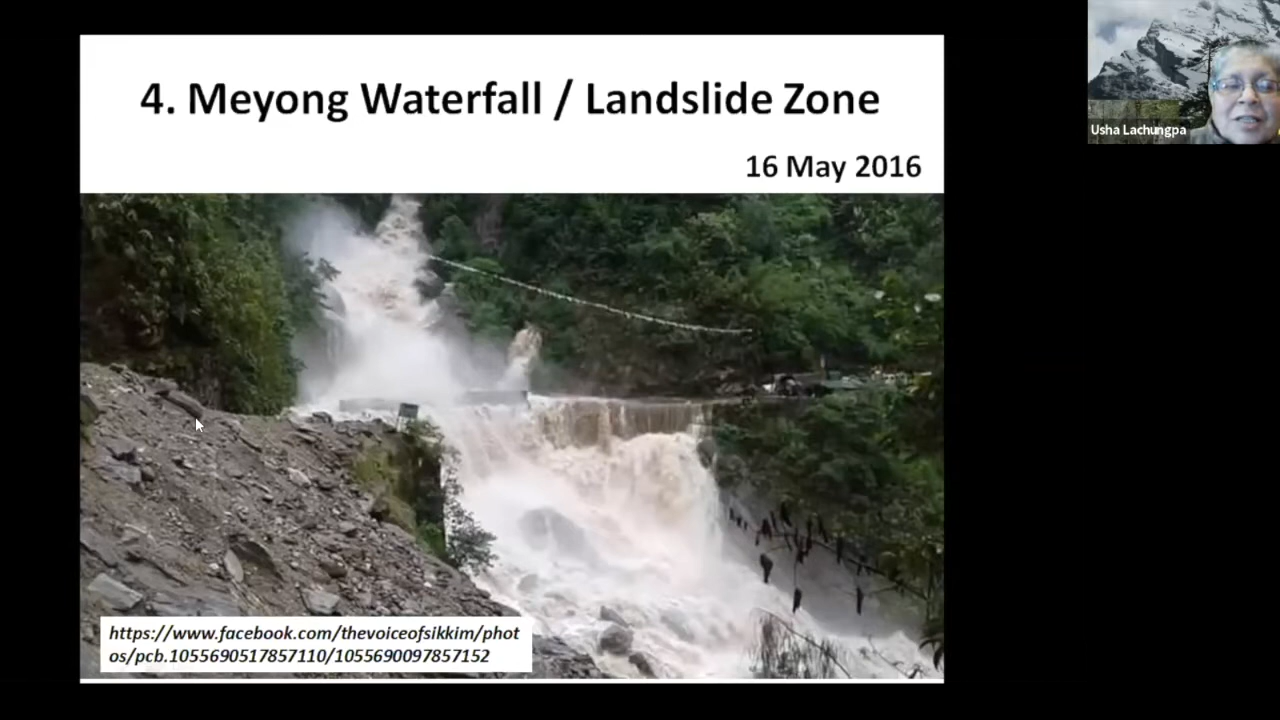 4. Meyong Waterfall / Landslide Zone
16 May 2016
Usha Lachungpa
https://www.facebook.com/thevoiceofsikkim/phot
os/pcb.1055690517857110/1055690097857152